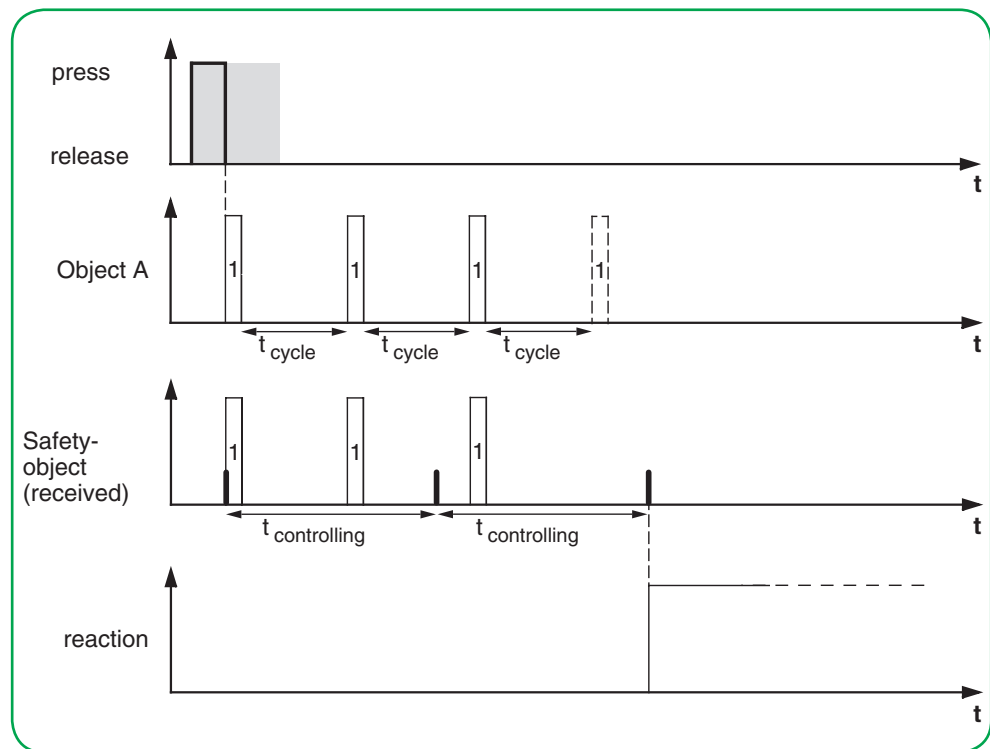 press
release
t
Object A
1
1
1
1
t cycle
t cycle
t cycle
t
Safety-
object
(received)
1
1
1
t controlling
t controlling
t
reaction
t